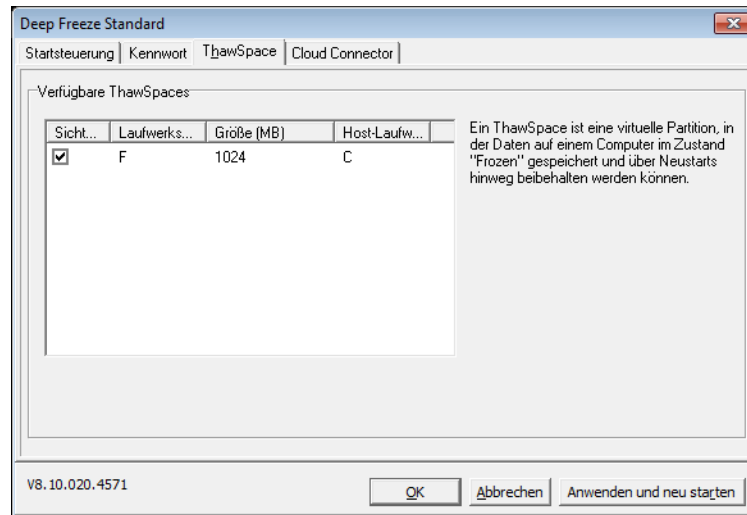 Deep Freeze Standard
Startsteuerung Kennwort ThawSpace Cloud Connector
Verfügbare ThawSpaces
Sicht... Laufwerks... Größe (MB) Host-Laufw...
F 1024 C
Ein ThawSpace ist eine virtuelle Partition, in
der Daten auf einem Computer im Zustand
"Frozen" gespeichert und über Neustarts
hinweg beibehalten werden können.
V8.10.020.4571
OK Abbrechen Anwenden und neu starten